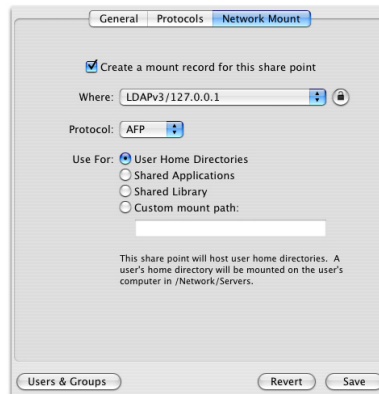 General Protocols Network Mount
Create a mount record for this share point
Where: LDAPv3/127.0.0.1
Protocol: AFP
Use For: User Home Directories
Shared Applications
Shared Library
Custom mount path:
This share point will host user home directories. A
user's home directory will be mounted on the user's
computer in /Network/Servers.
Users & Groups Revert Save